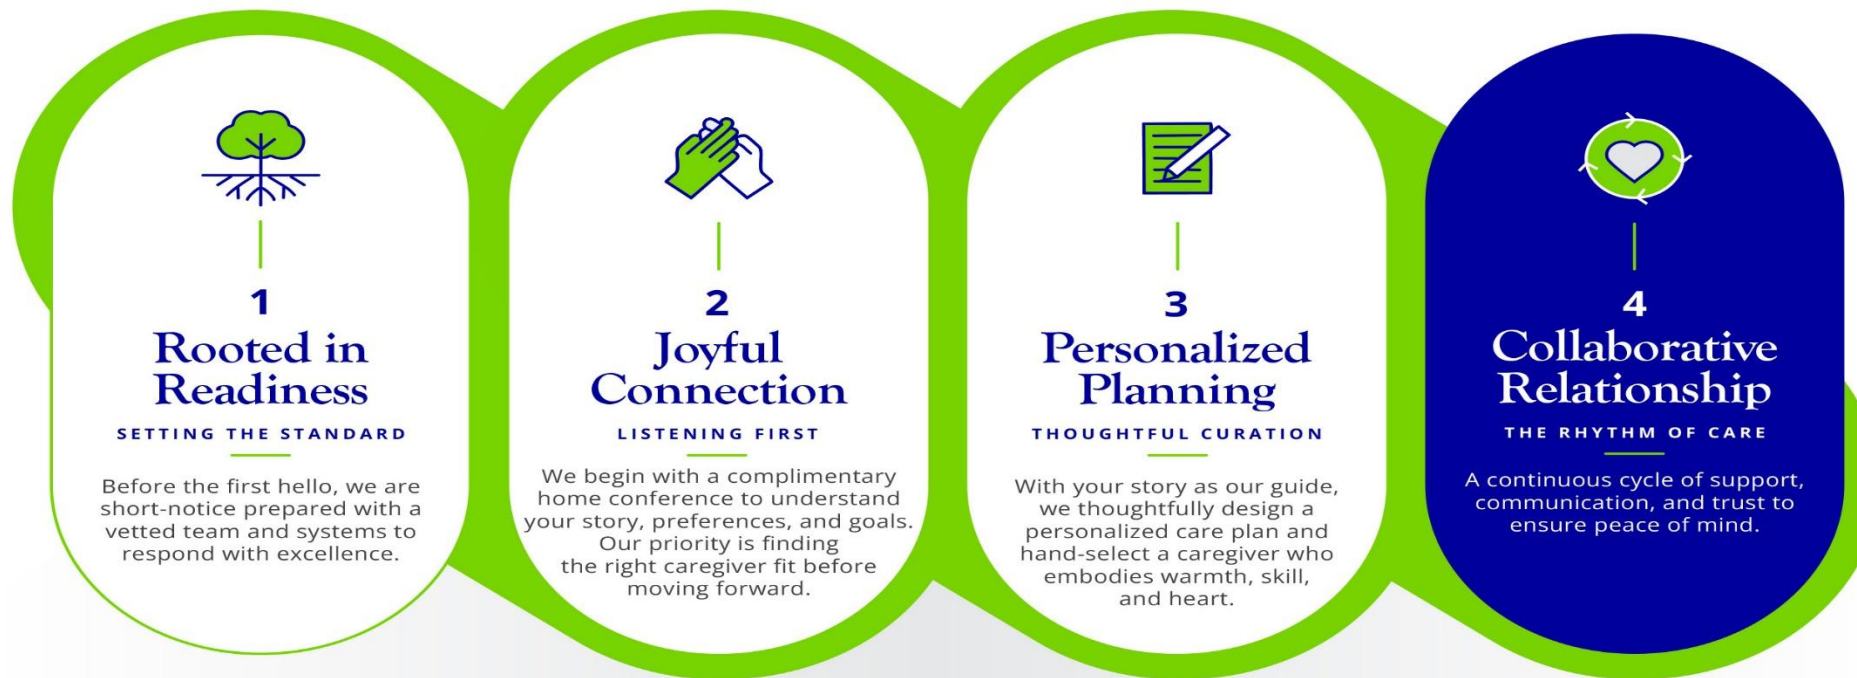 1
Rooted in
Readiness
SETTING THE STANDARD
Before the first hello, we are
short-notice prepared with a
vetted team and systems to
respond with excellence.
2
Joyful
Connection
LISTENING FIRST
We begin with a complimentary
home conference to understand
your story, preferences, and goals.
Our priority is finding
the right caregiver fit before
moving forward.
3
Personalized
Planning
THOUGHTFUL CURATION
With your story as our guide,
we thoughtfully design a
personalized care plan and
hand-select a caregiver who
embodies warmth, skill,
and heart.
4
Collaborative
Relationship
THE RHYTHM OF CARE
A continuous cycle of support,
communication, and trust to
ensure peace of mind.